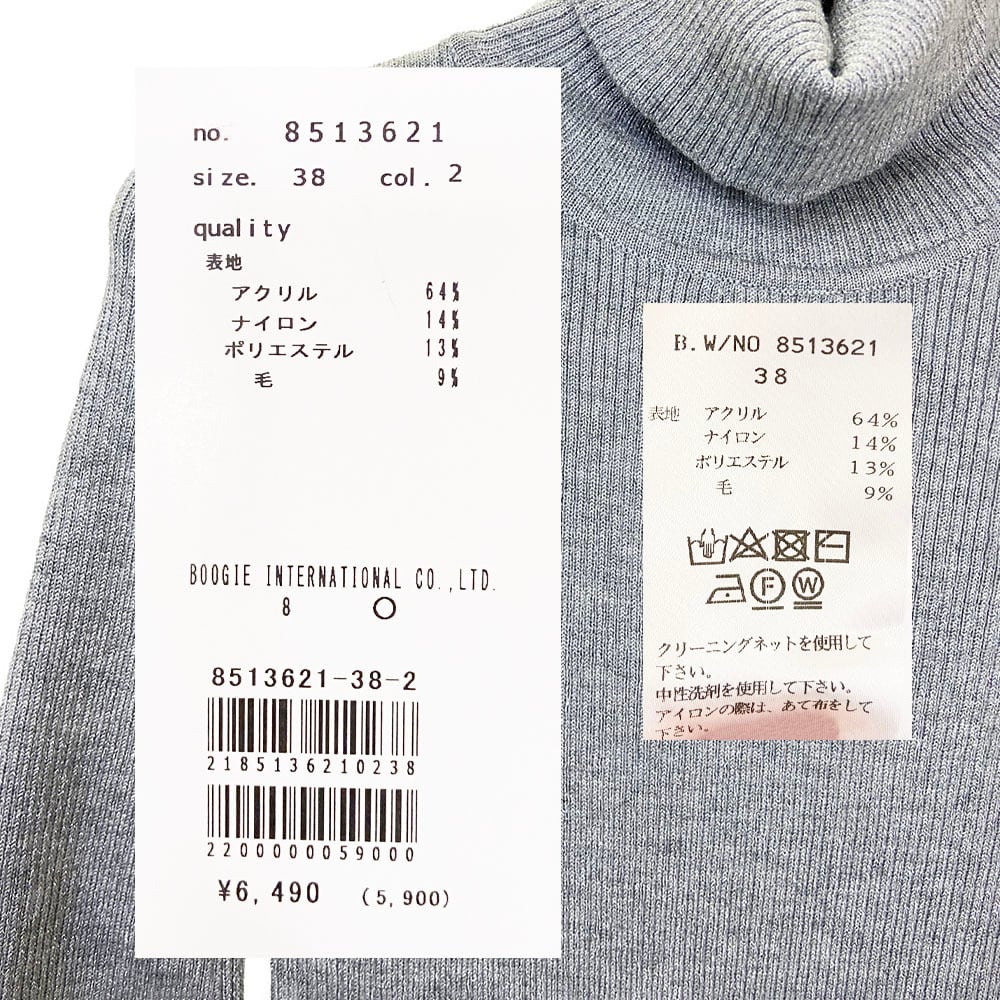 no. 8513621
size. 38 col. 2
quality
表地
アクリル 64%
ナイロン 14%
ポリエステル 13%
毛 9%
BOOGIE INTERNATIONAL CO.,LTD.
8 ○
8513621-38-2
2185136210238
2200000059000
¥6,490 (5,900)
B.W/NO 8513621
38
表地 アクリル 64%
ナイロン 14%
ポリエステル 13%
毛 9%
F W
クリーニングネットを使用して
下さい。
中性洗剤を使用して下さい。
アイロンの際は、あて布をして
下さい。